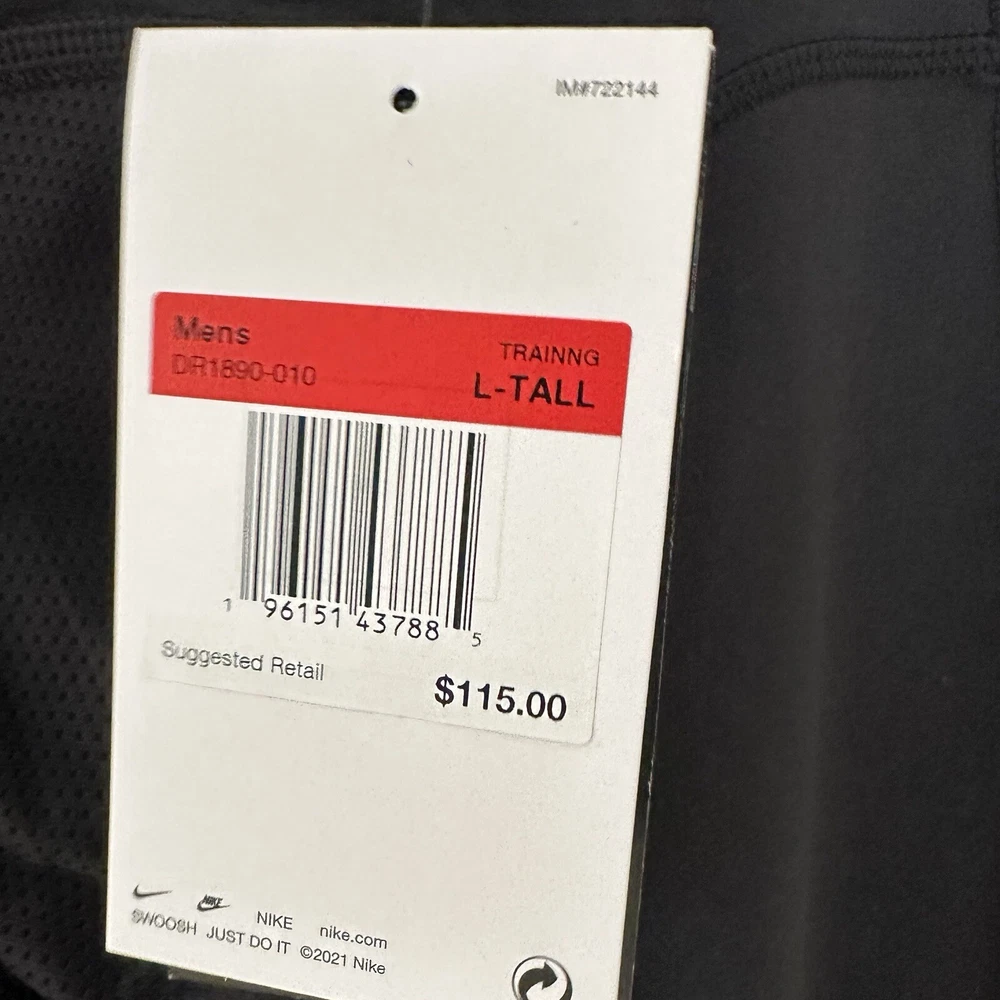 IM#722144
Mens
DR1890-010
TRAINNG
L-TALL
1 96151 43788 5
Suggested Retail
$115.00
NIKE
NIKE nike.com
SWOOSH JUST DO IT ©2021 Nike